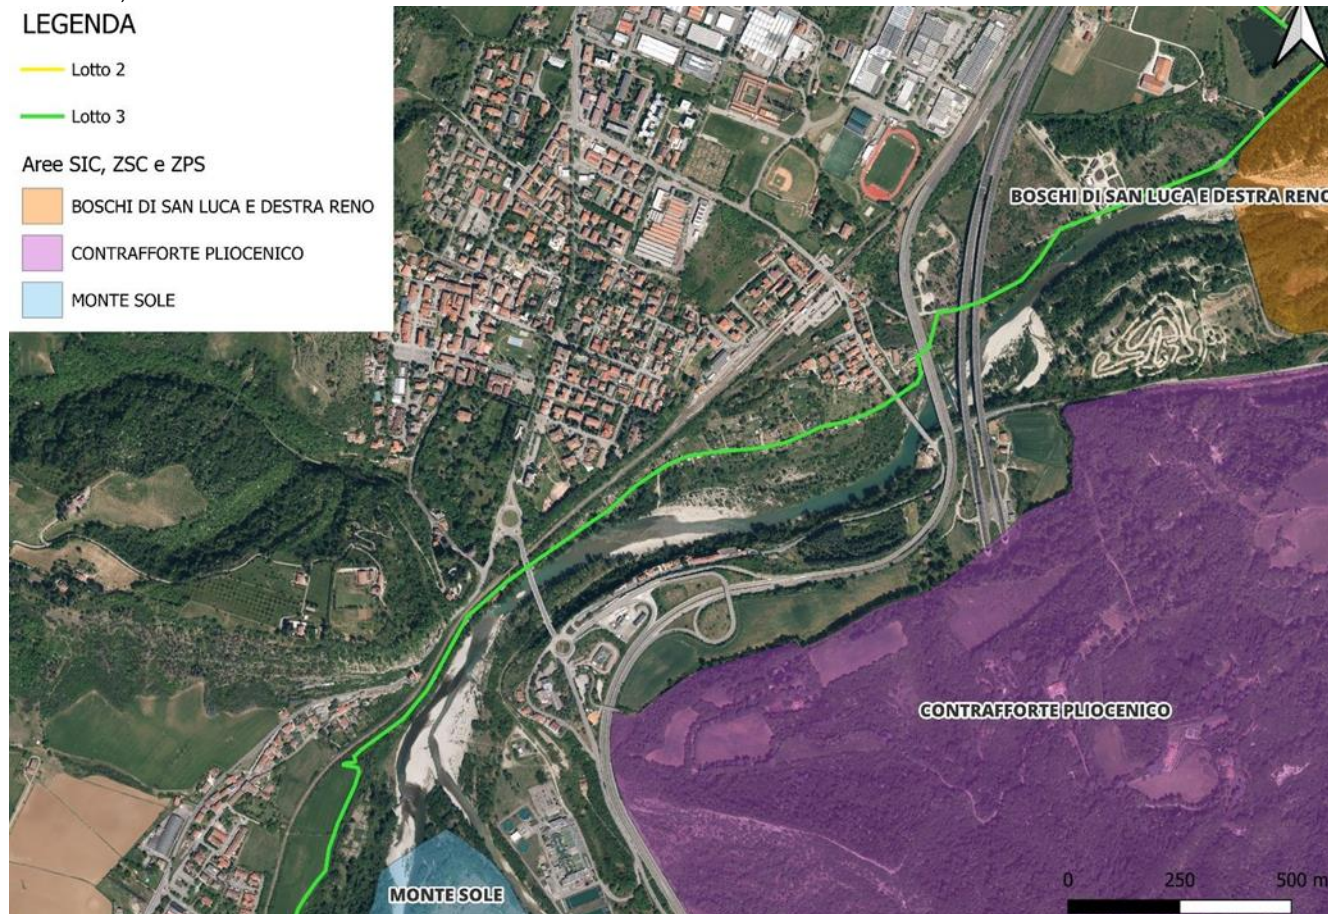 LEGENDA
Lotto 2
Lotto 3
Aree SIC, ZSC e ZPS
BOSCHI DI SAN LUCA E DESTRA RENO
CONTRAFFORTE PLIOCENICO
MONTE SOLE
BOSCHI DI SAN LUCA E DESTRA RENO
CONTRAFFORTE PLIOCENICO
MONTE SOLE
0 250 500 m